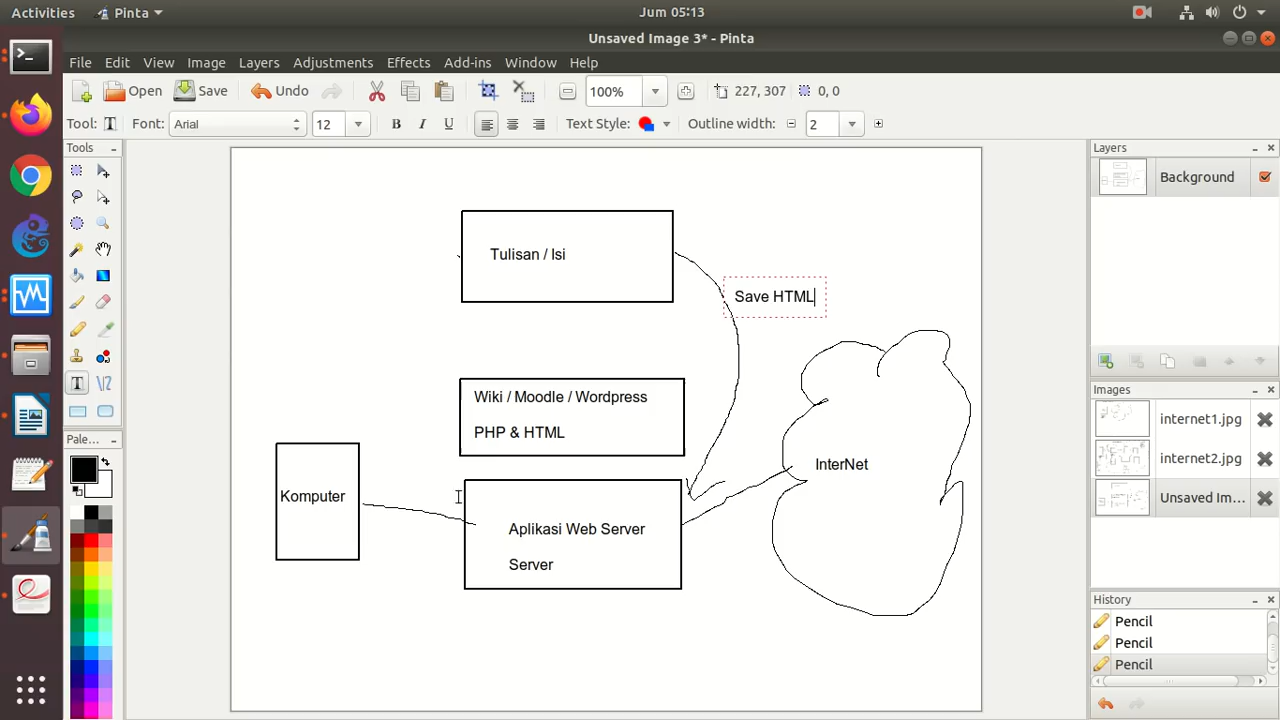 Activities
Pinta
Jum 05:13
Unsaved Image 3* - Pinta
File Edit View Image Layers Adjustments Effects Add-ins Window Help
Open Save Undo 100% 227, 307 0, 0
Tool: T Font: Arial 12 B I U Text Style: Outline width: 2
Tools
Pale...
Tulisan / Isi
Save HTML
Wiki / Moodle / Wordpress
PHP & HTML
Komputer
InterNet
Aplikasi Web Server
Server
Layers
Background
Images
internet1.jpg
internet2.jpg
Unsaved Im...
History
Pencil
Pencil
Pencil